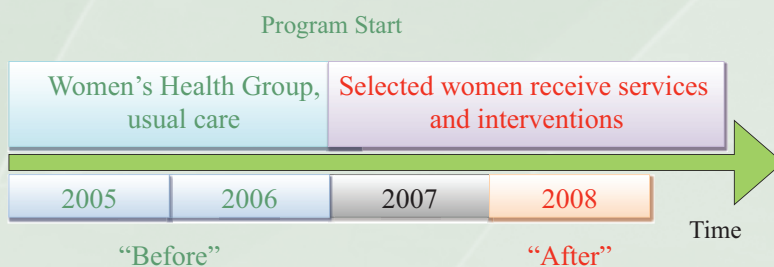 Program Start
Women’s Health Group,
usual care
Selected women receive services
and interventions
2005
2006
2007
2008
Time
“Before”
“After”